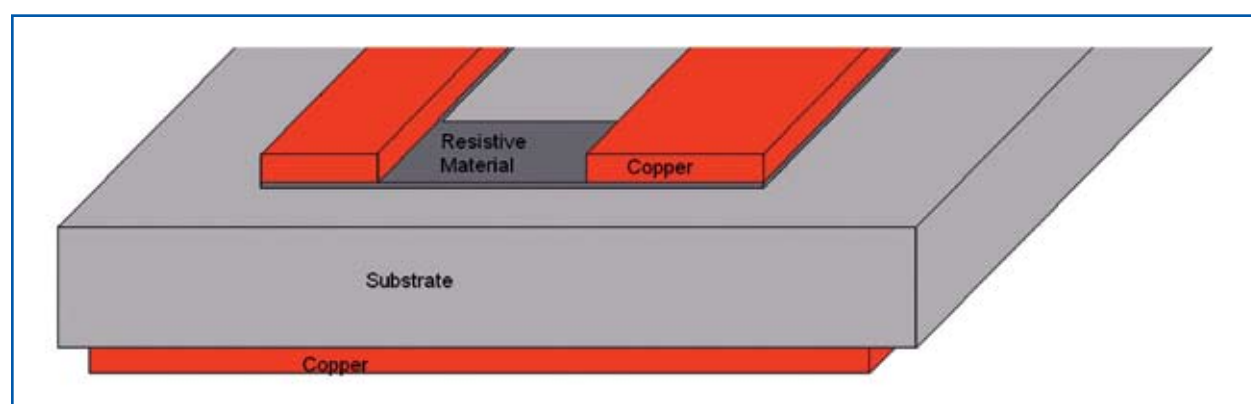 Resistive
Material
Copper
Substrate
Copper